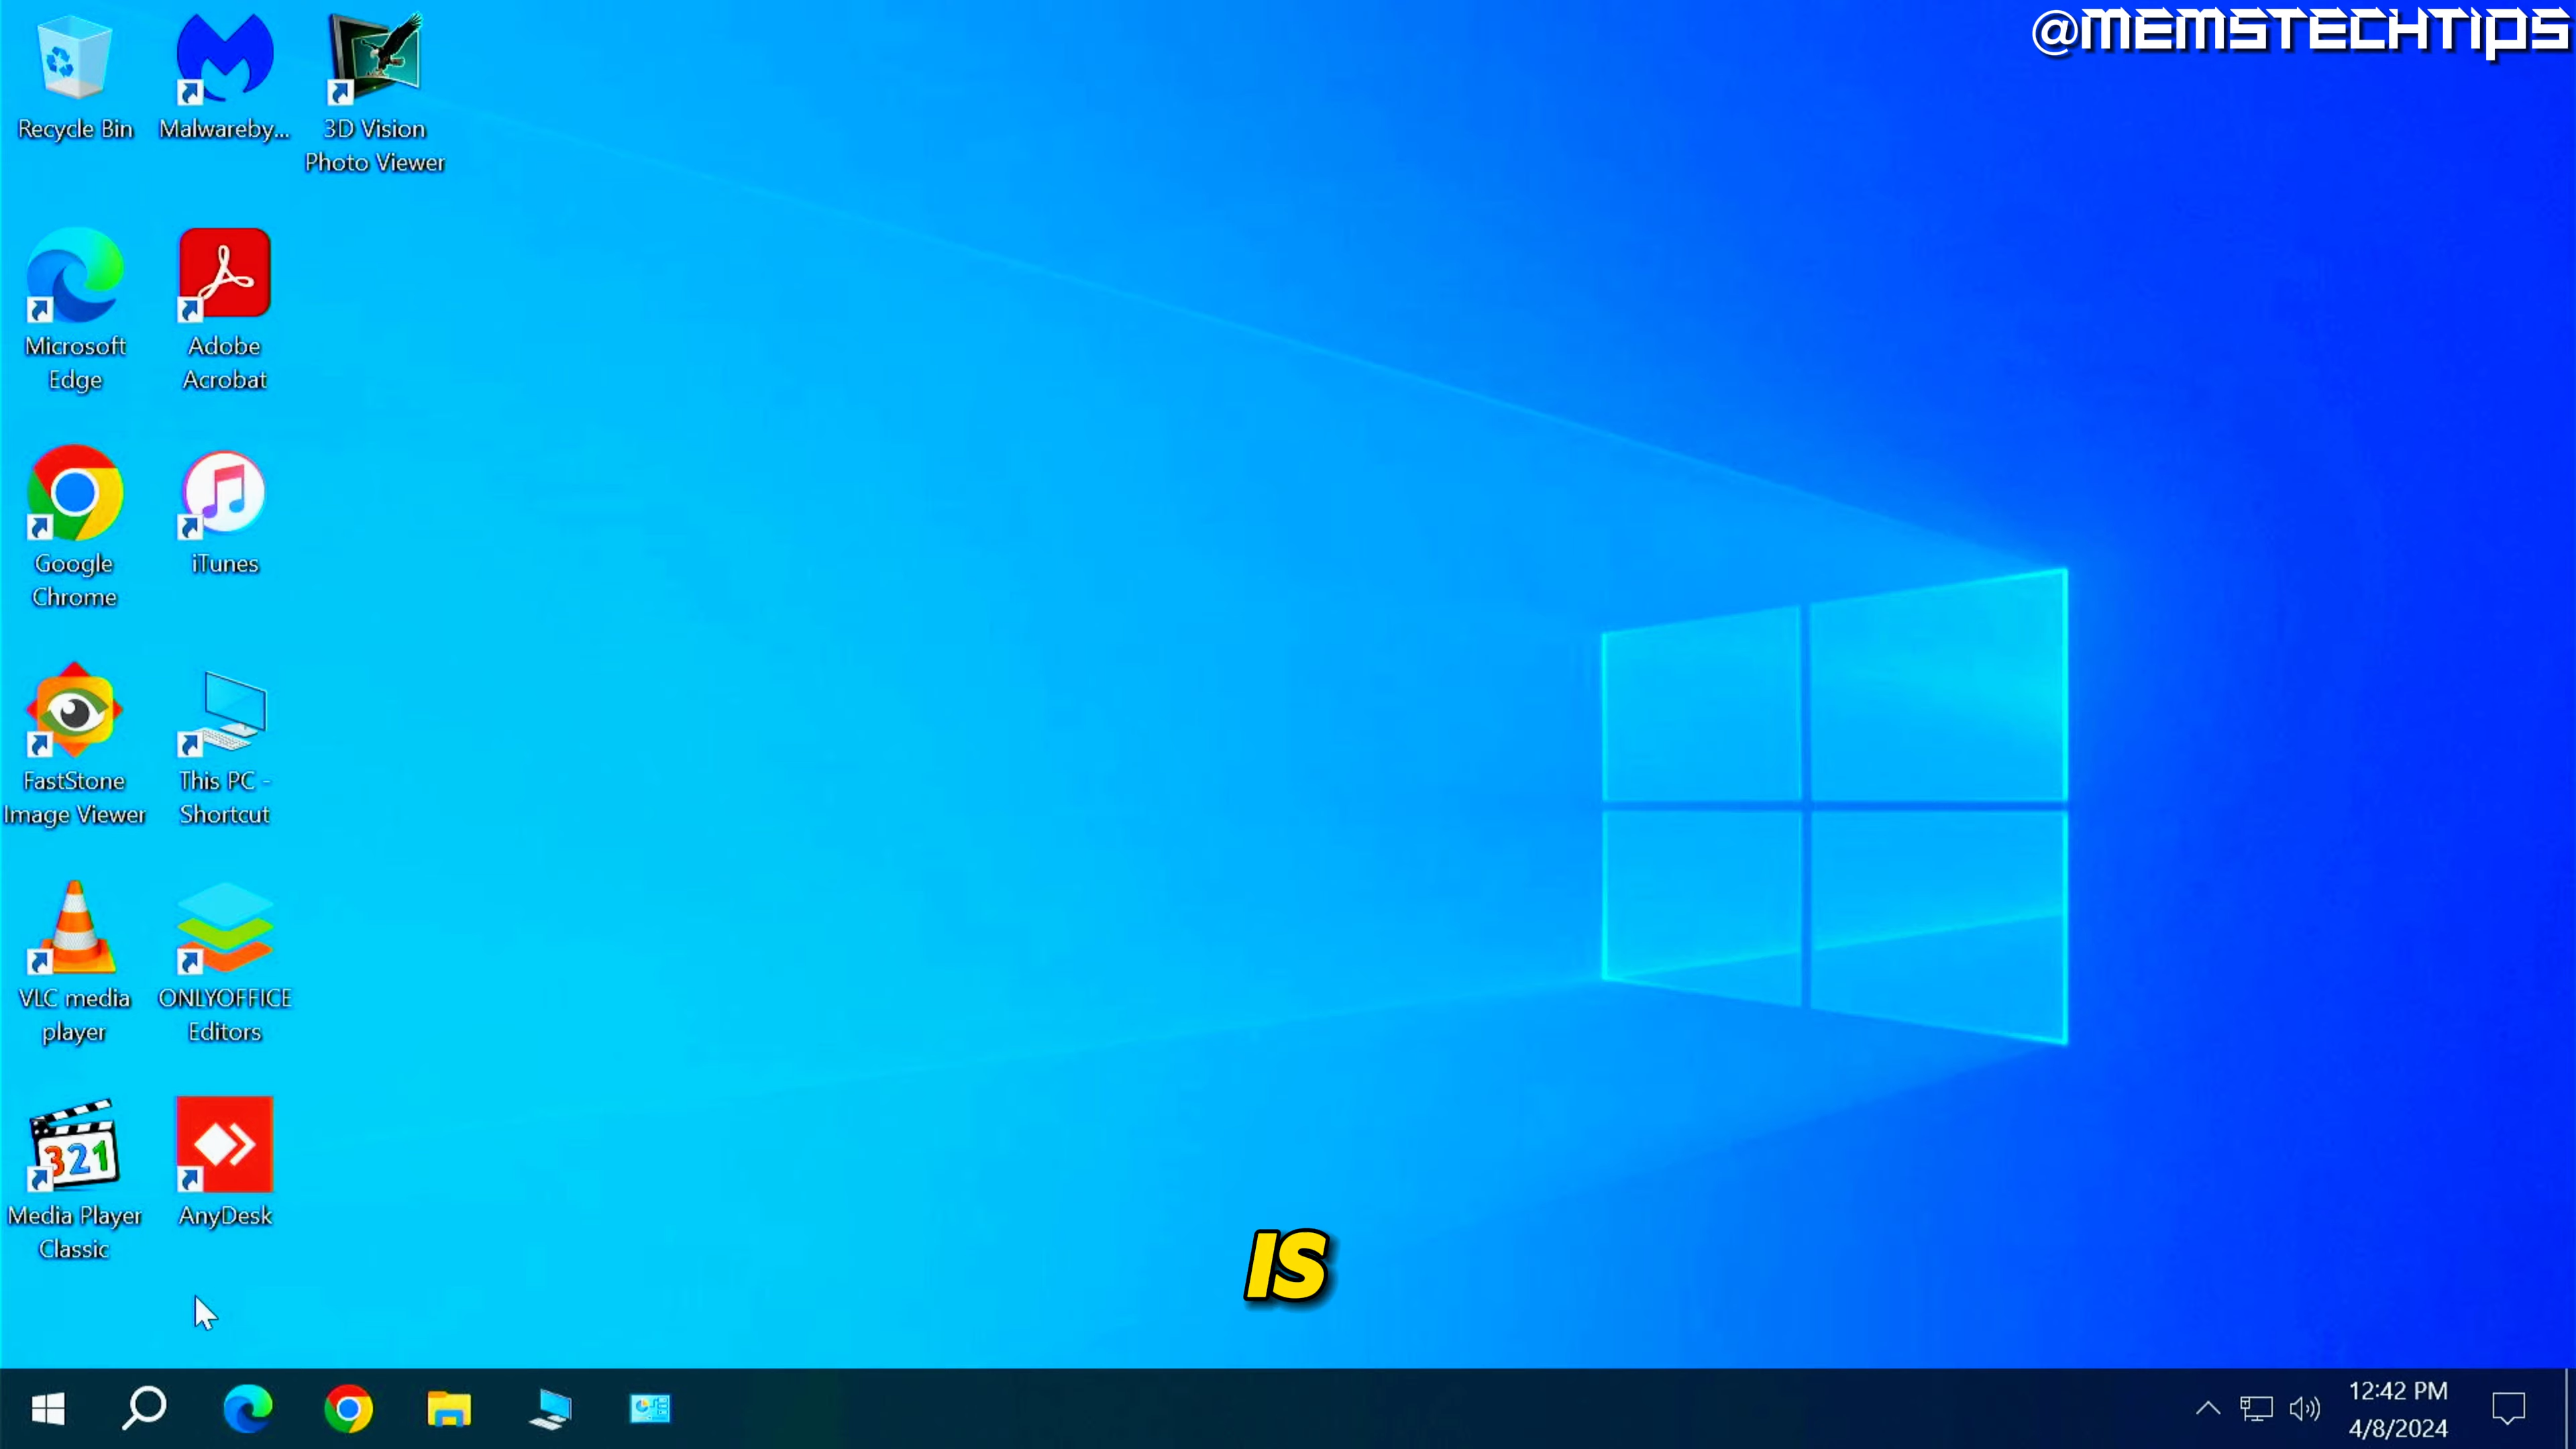 @MEMSTECHTIPS
Recycle Bin
Malwareby...
3D Vision
Photo Viewer
Microsoft
Edge
Adobe
Acrobat
Google
Chrome
iTunes
FastStone
Image Viewer
This PC -
Shortcut
VLC media
player
ONLYOFFICE
Editors
321
Media Player
Classic
AnyDesk
IS
12:42 PM
4/8/2024